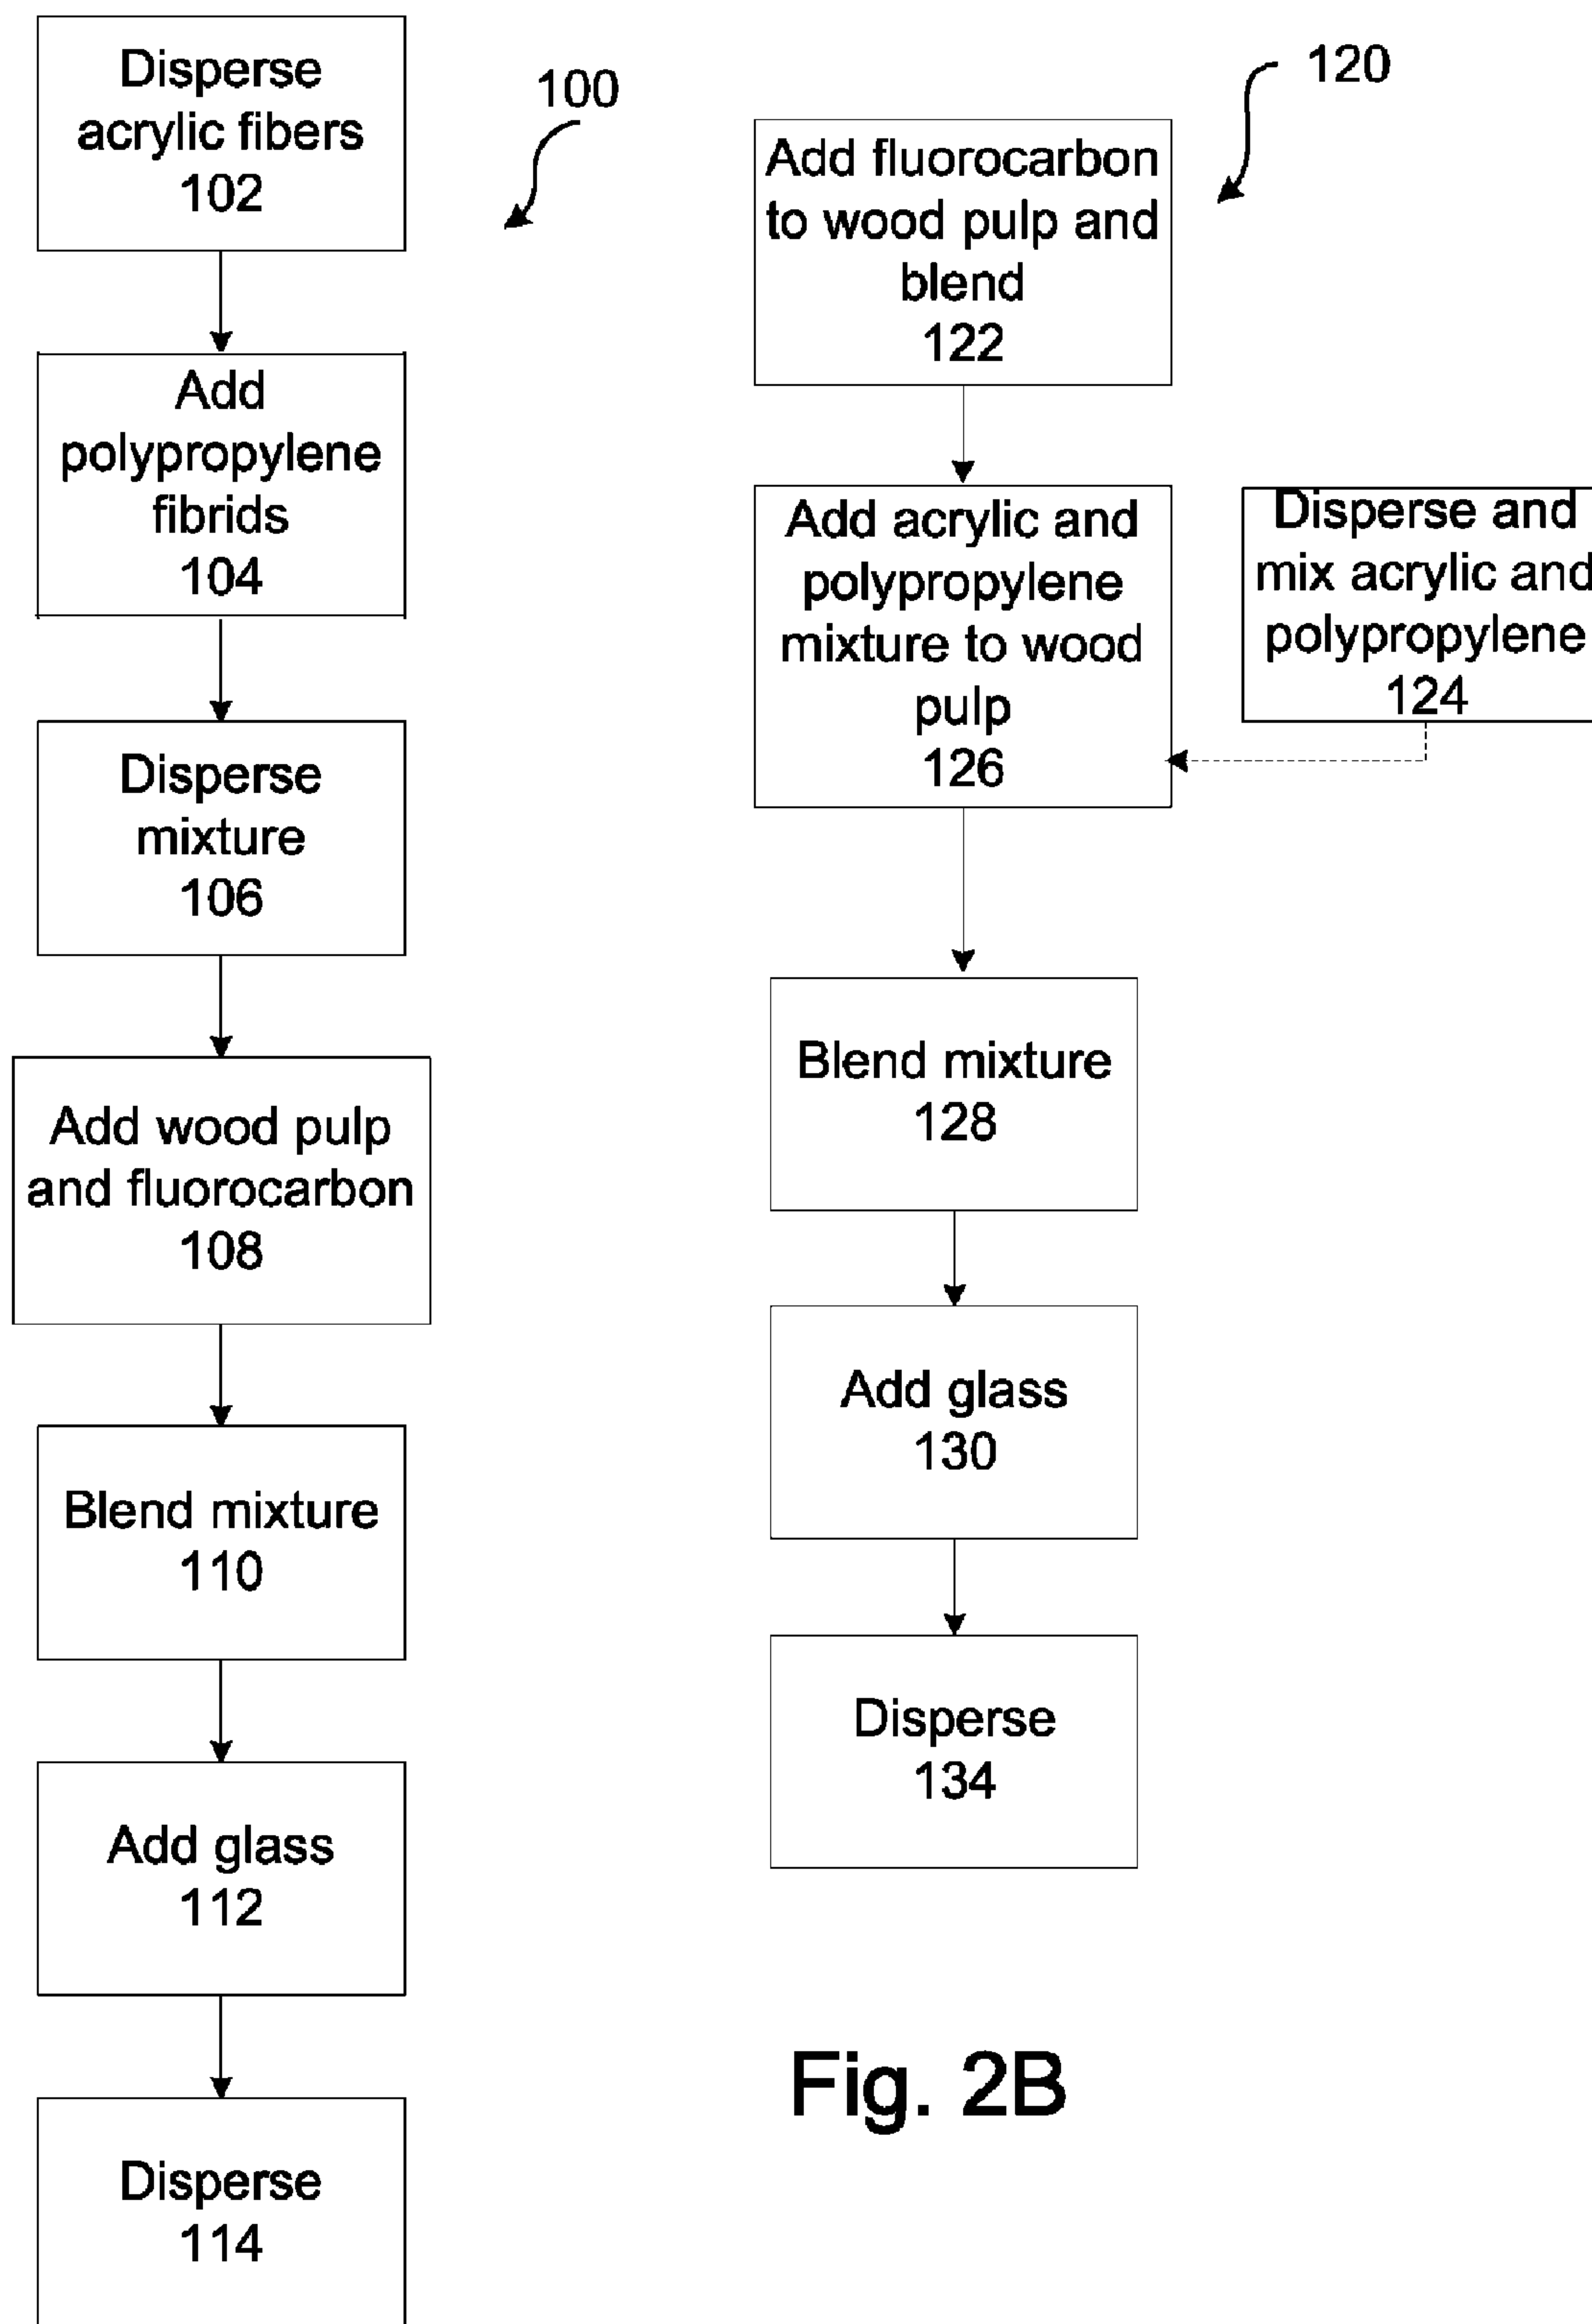 Disperse
acrylic fibers
102
100
Add
polypropylene
fibrids
104
Disperse
mixture
106
Add wood pulp
and fluorocarbon
108
Blend mixture
110
Add glass
112
Disperse
114
120
Add fluorocarbon
to wood pulp and
blend
122
Add acrylic and
polypropylene
mixture to wood
pulp
126
Disperse and
mix acrylic and
polypropylene
124
Blend mixture
128
Add glass
130
Disperse
134
Fig. 2B